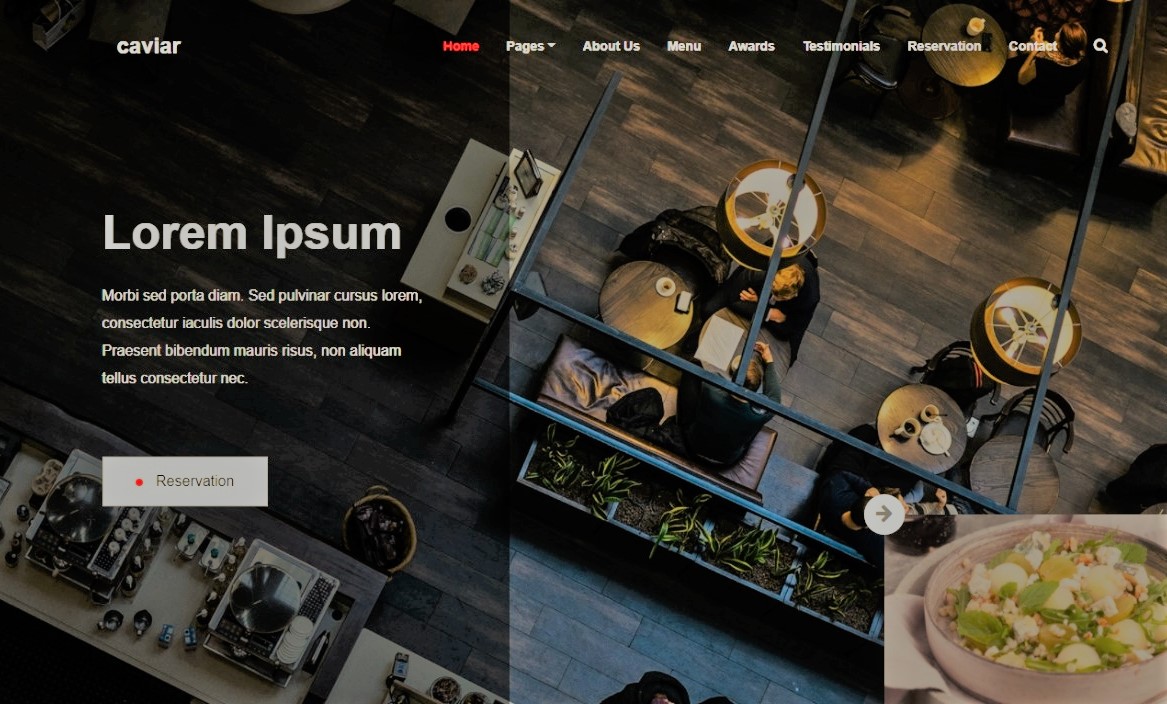 caviar
Home Pages About Us Menu Awards Testimonials Reservation Contact
Lorem Ipsum
Morbi sed porta diam. Sed pulvinar cursus lorem,
consectetur iaculis dolor scelerisque non.
Praesent bibendum mauris risus, non aliquam
tellus consectetur nec.
Reservation